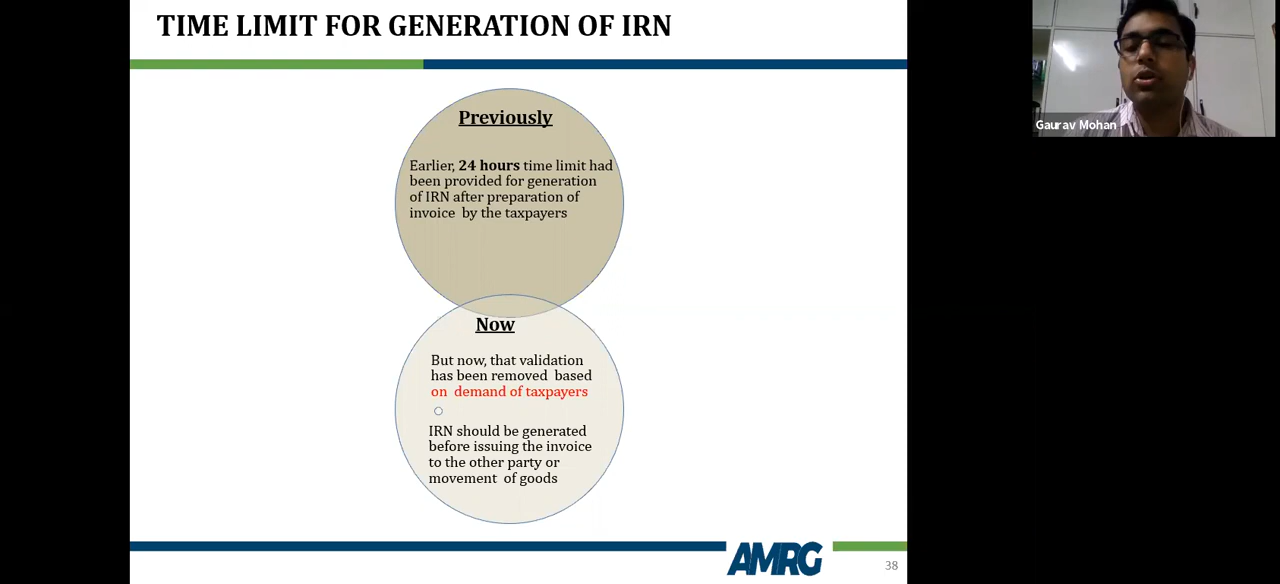 TIME LIMIT FOR GENERATION OF IRN
Previously
Earlier, 24 hours time limit had
been provided for generation
of IRN after preparation of
invoice by the taxpayers
Now
But now, that validation
has been removed based
on demand of taxpayers
IRN should be generated
before issuing the invoice
to the other party or
movement of goods
AMRG
38
Gaurav Mohan